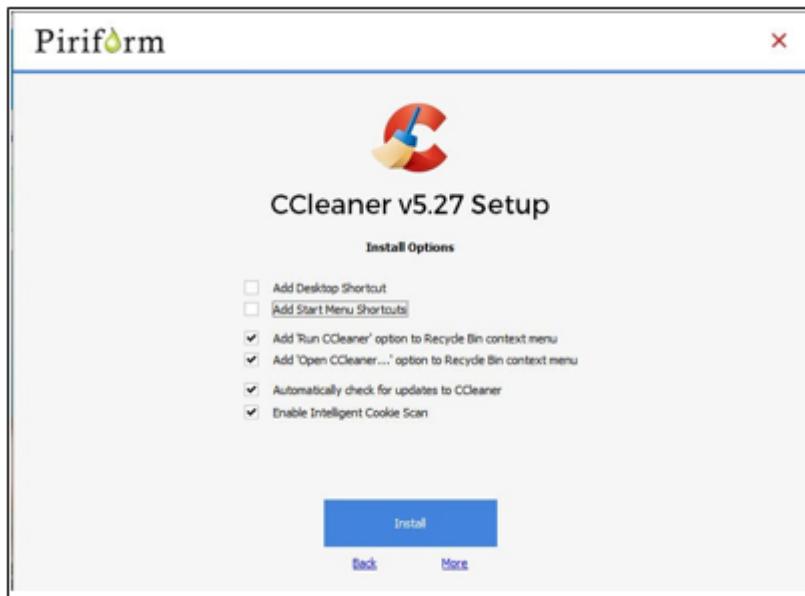 Piriform
CCleaner v5.27 Setup
Install Options
Add Desktop Shortcut
Add Start Menu Shortcuts
Add 'Run CCleaner' option to Recycle Bin context menu
Add 'Open CCleaner...' option to Recycle Bin context menu
Automatically check for updates to CCleaner
Enable Intelligent Cookie Scan
Install
Back More